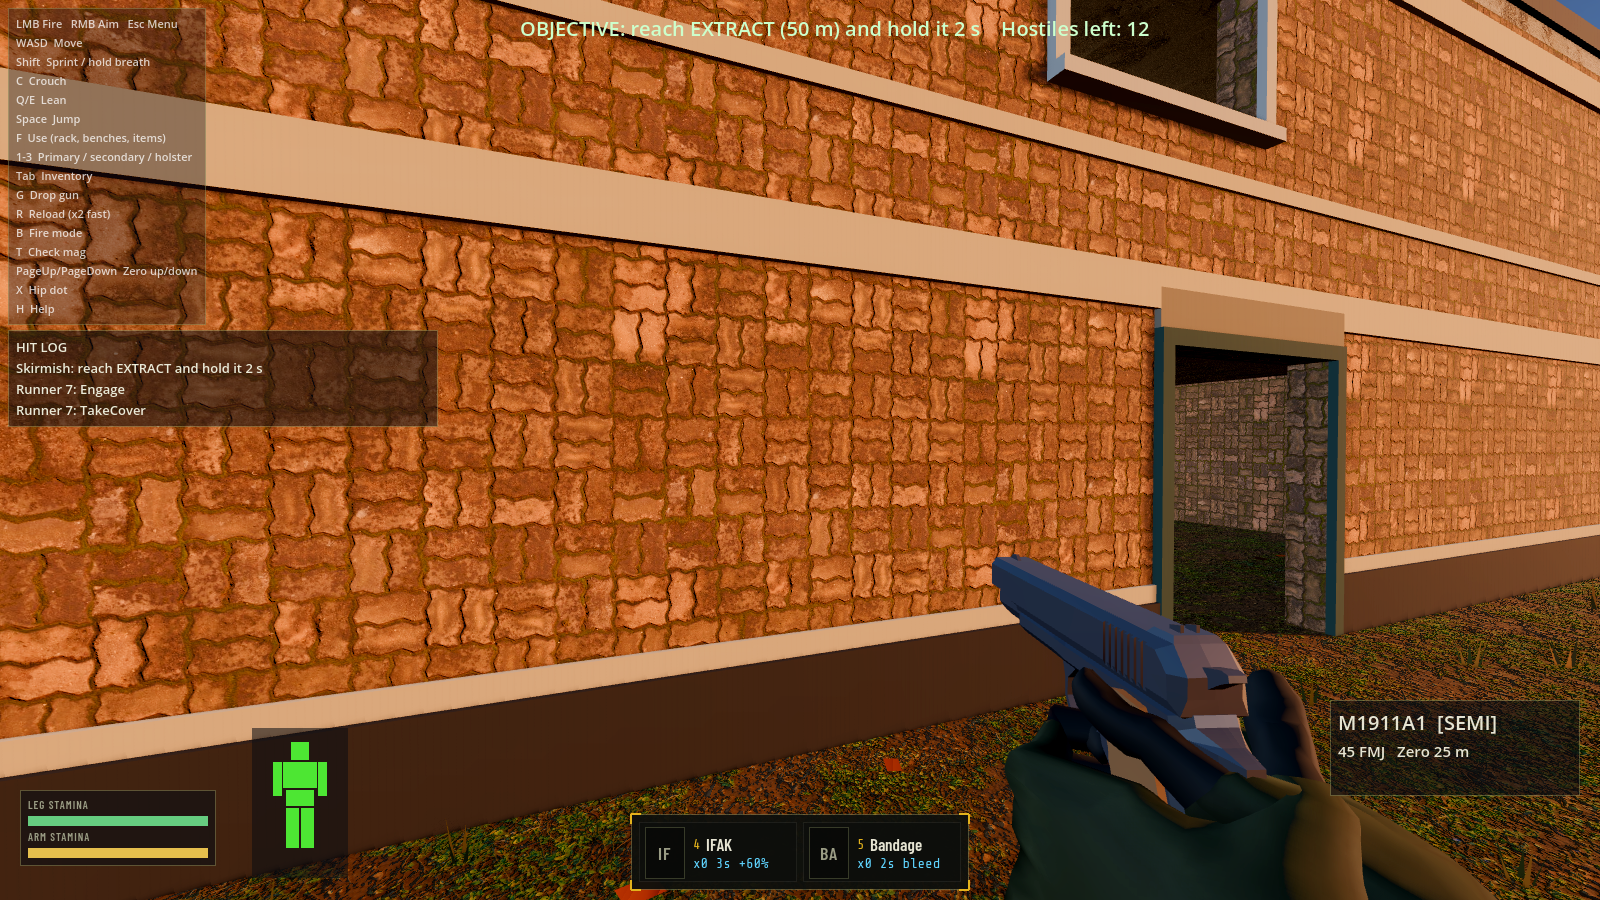 OBJECTIVE: reach EXTRACT (50 m) and hold it 2 s Hostiles left: 12
LMB Fire RMB Aim Esc Menu
WASD Move
Shift Sprint / hold breath
C Crouch
Q/E Lean
Space Jump
F Use (rack, benches, items)
1-3 Primary / secondary / holster
Tab Inventory
G Drop gun
R Reload (x2 fast)
B Fire mode
T Check mag
PageUp/PageDown Zero up/down
X Hip dot
H Help
HIT LOG
Skirmish: reach EXTRACT and hold it 2 s
Runner 7: Engage
Runner 7: TakeCover
M1911A1 [SEMI]
45 FMJ Zero 25 m
LEG STAMINA
ARM STAMINA
IF 4 IFAK
x0 3s +60%
BA 5 Bandage
x0 2s bleed